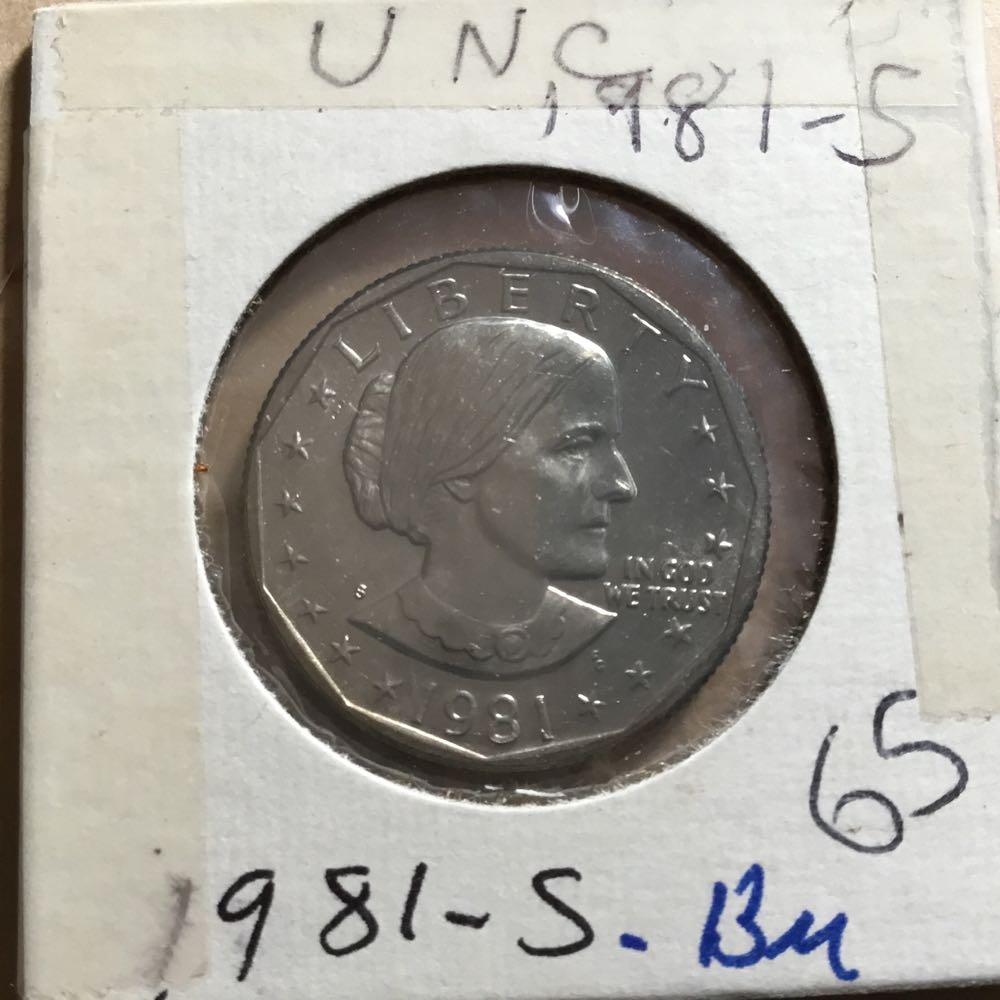 UNC
1981-S
LIBERTY
IN GOD
WE TRUST
S
1981
65
1981-S. Bu